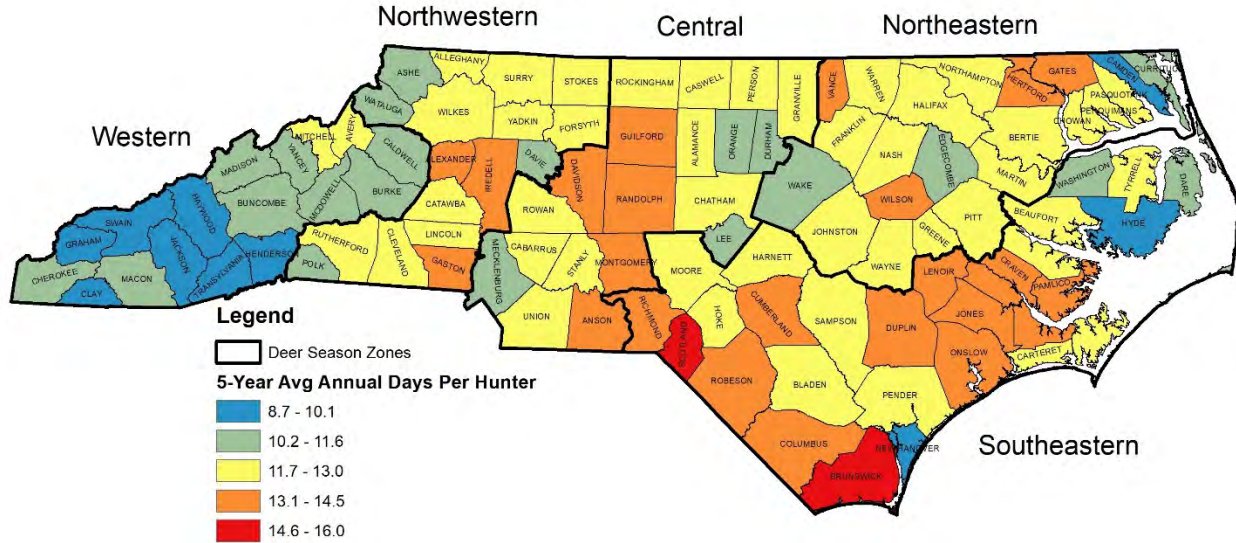 Northwestern
Central
Northeastern
Western
Southeastern
ASHE
ALLEGHANY
SURRY
STOKES
ROCKINGHAM
CASWELL
PERSON
GRANVILLE
VANCE
WARREN
NORTHAMPTON
HERTFORD
GATES
CAMDEN
CURRITUCK
PASQUOTANK
PERQUIMANS
CHOWAN
WATAUGA
WILKES
YADKIN
FORSYTH
GUILFORD
ALAMANCE
ORANGE
DURHAM
FRANKLIN
HALIFAX
BERTIE
MITCHELL
AVERY
MADISON
YANCEY
CALDWELL
ALEXANDER
IREDELL
DAVIE
DAVIDSON
RANDOLPH
CHATHAM
WAKE
NASH
EDGECOMBE
MARTIN
WASHINGTON
TYRRELL
DARE
BUNCOMBE
MCDOWELL
BURKE
CATAWBA
ROWAN
WILSON
PITT
BEAUFORT
HYDE
SWAIN
HAYWOOD
GRAHAM
JACKSON
HENDERSON
TRANSYLVANIA
RUTHERFORD
CLEVELAND
LINCOLN
CABARRUS
LEE
JOHNSTON
GREENE
CHEROKEE
MACON
CLAY
POLK
GASTON
MECKLENBURG
STANLY
MONTGOMERY
MOORE
HARNETT
WAYNE
LENOIR
CRAVEN
PAMLICO
UNION
ANSON
RICHMOND
SCOTLAND
HOKE
CUMBERLAND
SAMPSON
DUPLIN
JONES
ONSLOW
CARTERET
ROBESON
BLADEN
PENDER
COLUMBUS
BRUNSWICK
NEW HANOVER
Legend
Deer Season Zones
5-Year Avg Annual Days Per Hunter
8.7 - 10.1
10.2 - 11.6
11.7 - 13.0
13.1 - 14.5
14.6 - 16.0